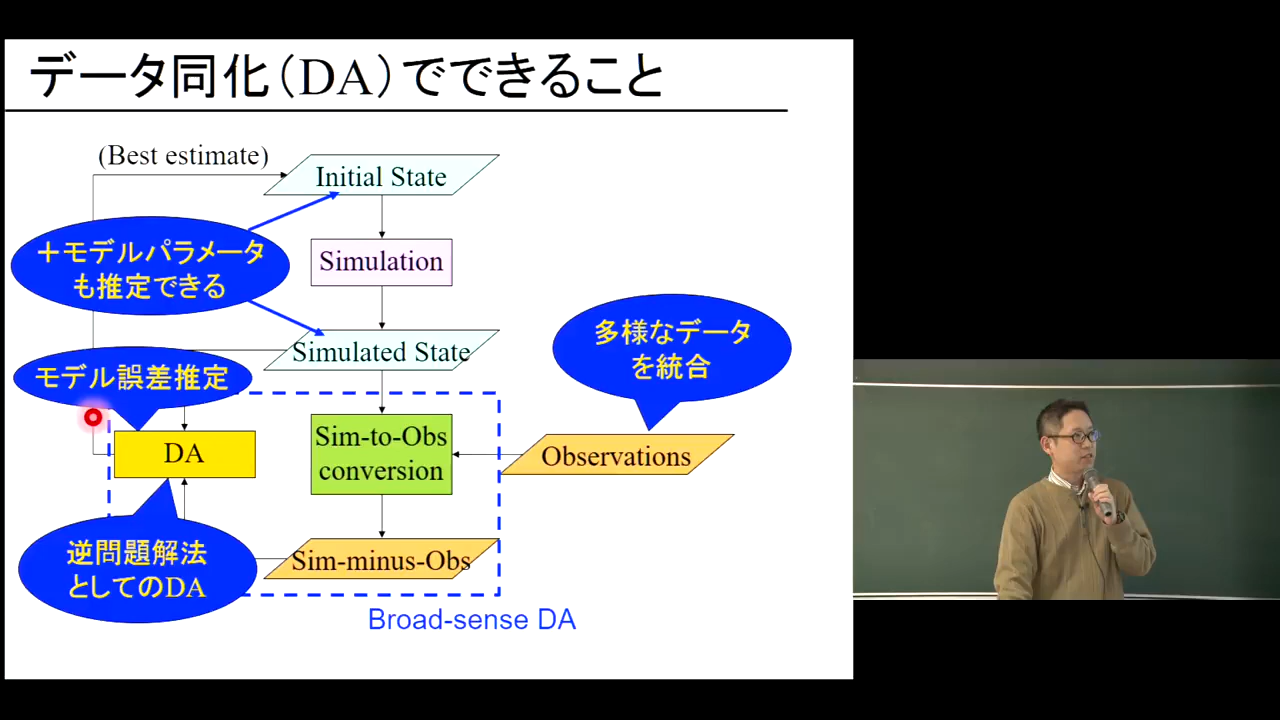 データ同化（DA）でできること
(Best estimate)
Initial State
＋モデルパラメータ
も推定できる
Simulation
Simulated State
多様なデータ
を統合
モデル誤差推定
DA
Sim-to-Obs
conversion
Observations
逆問題解法
としてのDA
Sim-minus-Obs
Broad-sense DA